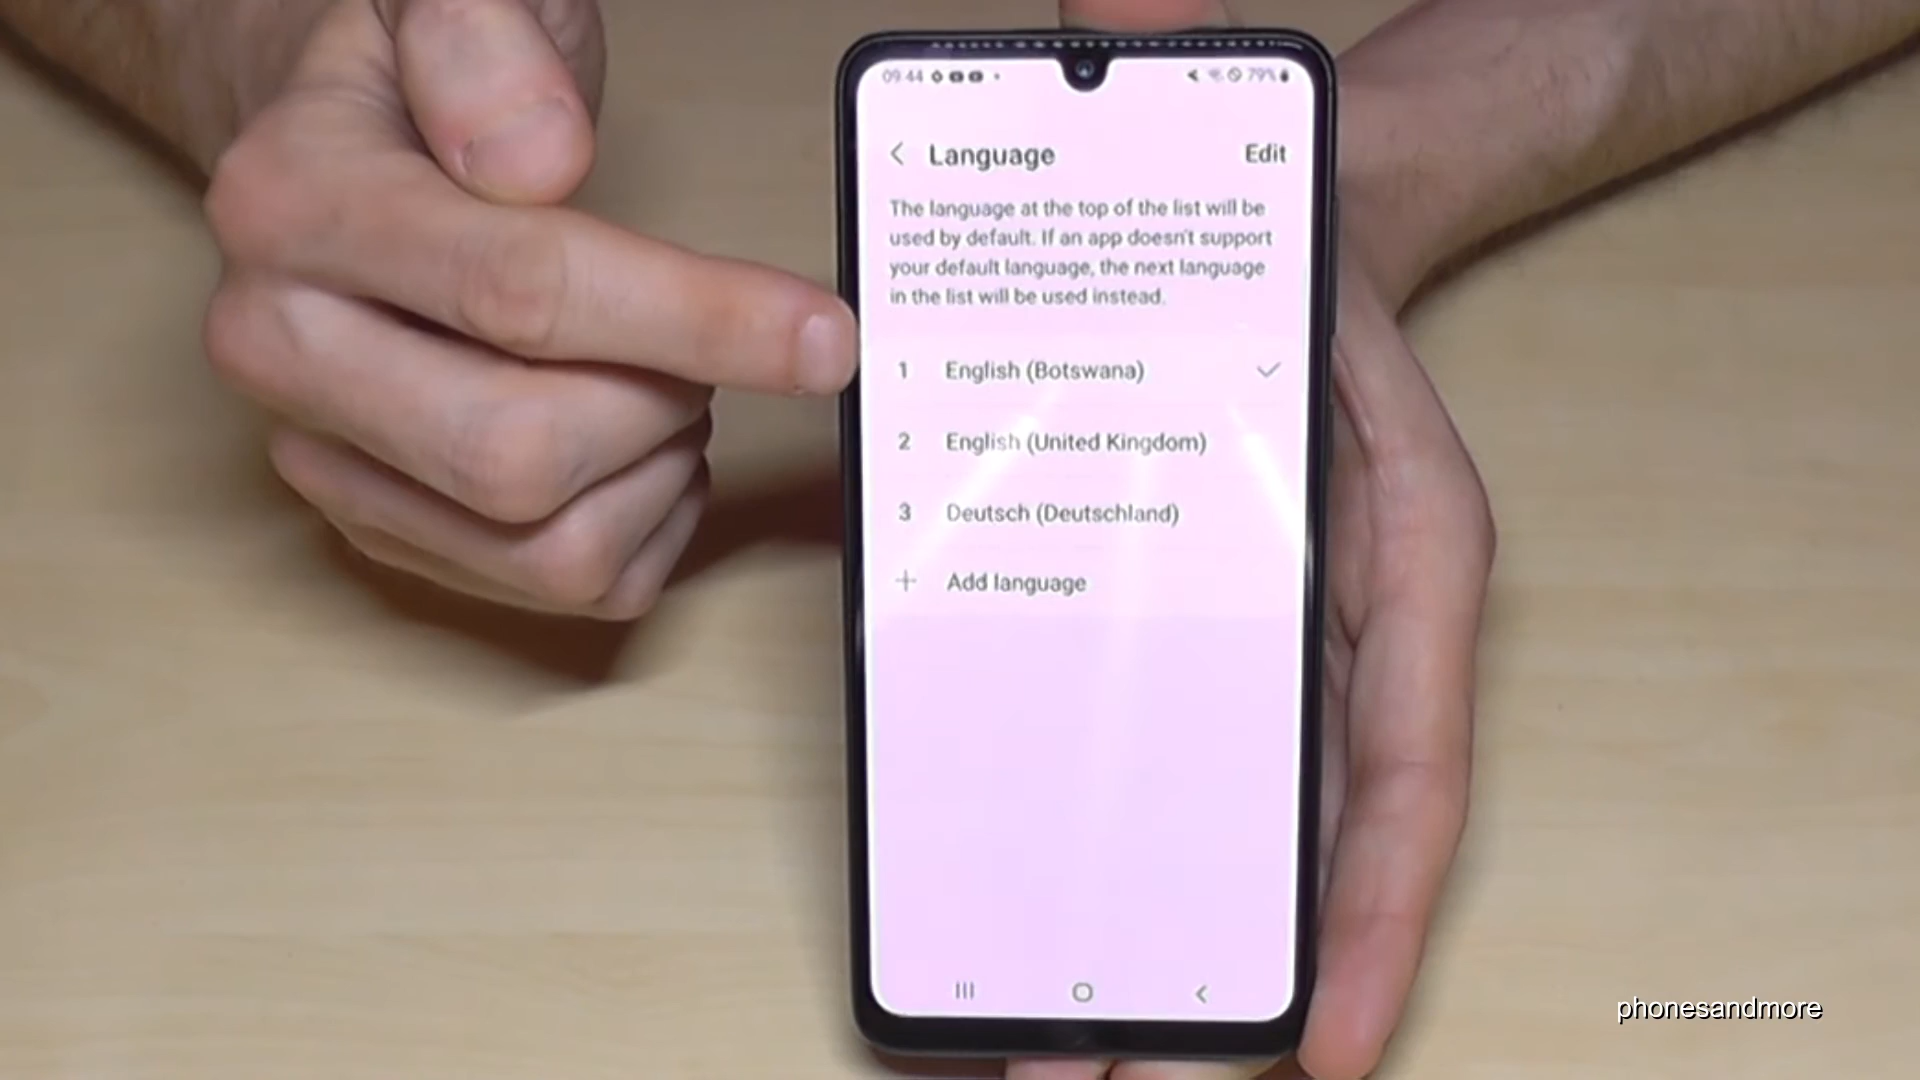 09:44 79%
Language Edit
The language at the top of the list will be
used by default. If an app doesn't support
your default language, the next language
in the list will be used instead.
1 English (Botswana)
2 English (United Kingdom)
3 Deutsch (Deutschland)
+ Add language
phonesandmore